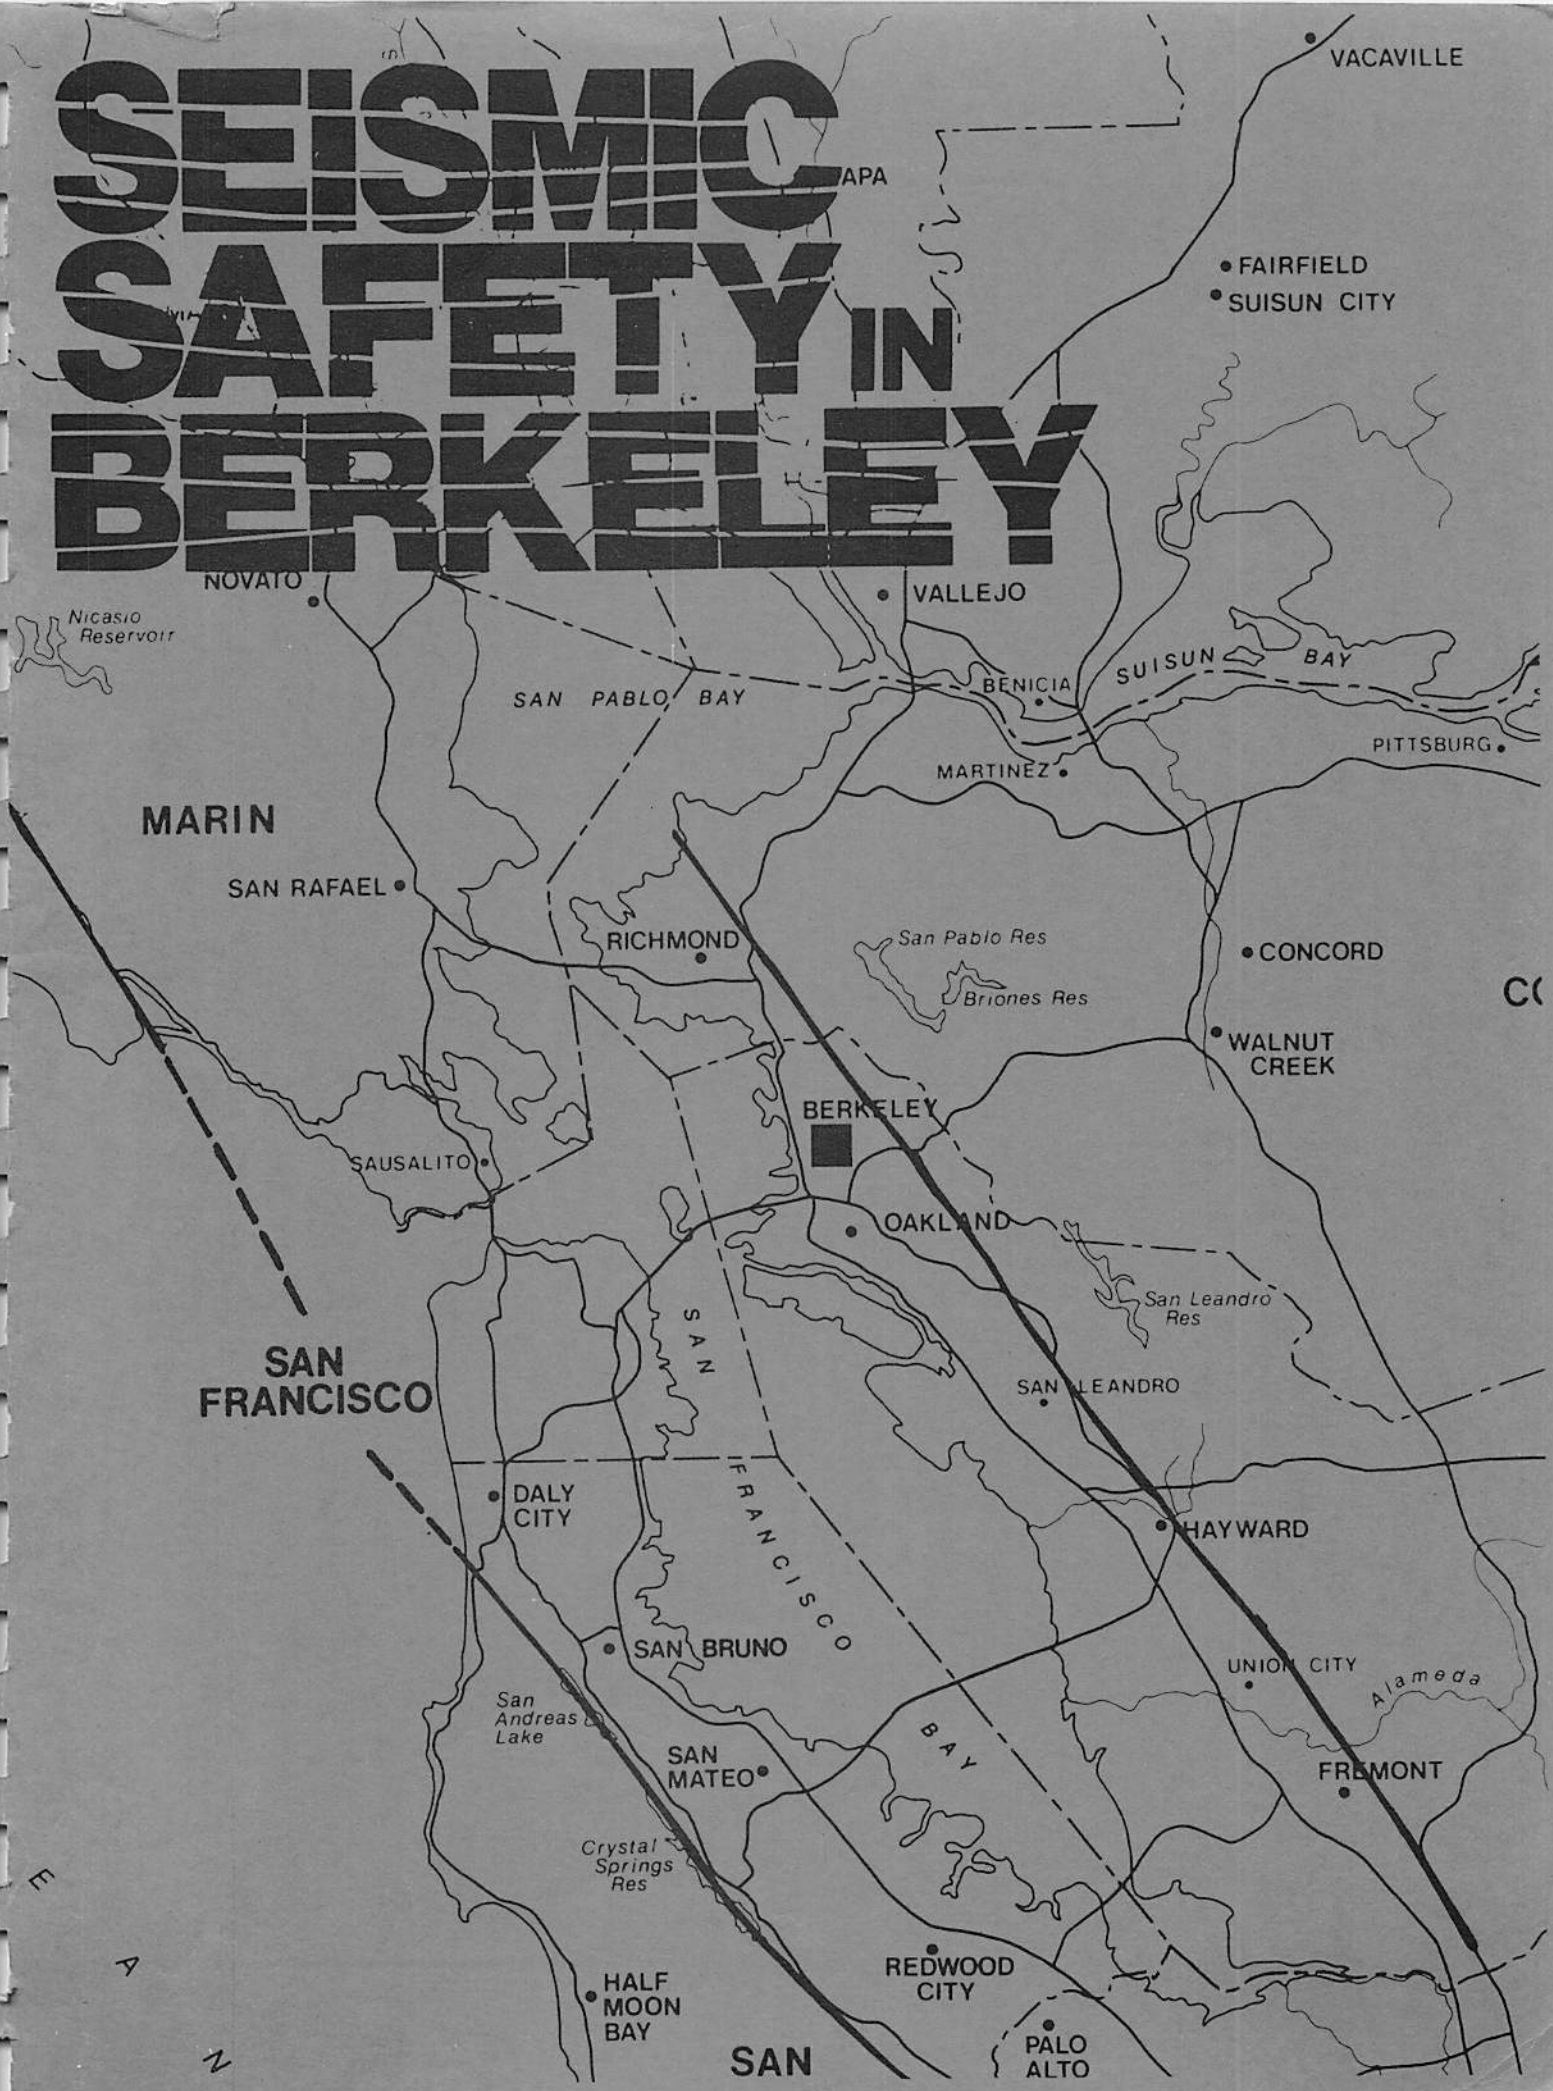 SEISMIC
SAFETY IN
BERKELEY
VACAVILLE
APA
FAIRFIELD
SUISUN CITY
NOVATO
VALLEJO
Nicasio
Reservoir
SAN PABLO BAY
BENICIA
SUISUN BAY
PITTSBURG
MARTINEZ
MARIN
SAN RAFAEL
RICHMOND
San Pablo Res
Briones Res
CONCORD
CO
WALNUT
CREEK
BERKELEY
SAUSALITO
OAKLAND
San Leandro
Res
SAN
FRANCISCO
SAN LEANDRO
SAN FRANCISCO BAY
DALY
CITY
HAYWARD
SAN BRUNO
UNION CITY
Alameda
San
Andreas
Lake
SAN
MATEO
FREMONT
Crystal
Springs
Res
E A N
REDWOOD
CITY
HALF
MOON
BAY
PALO
ALTO
SAN